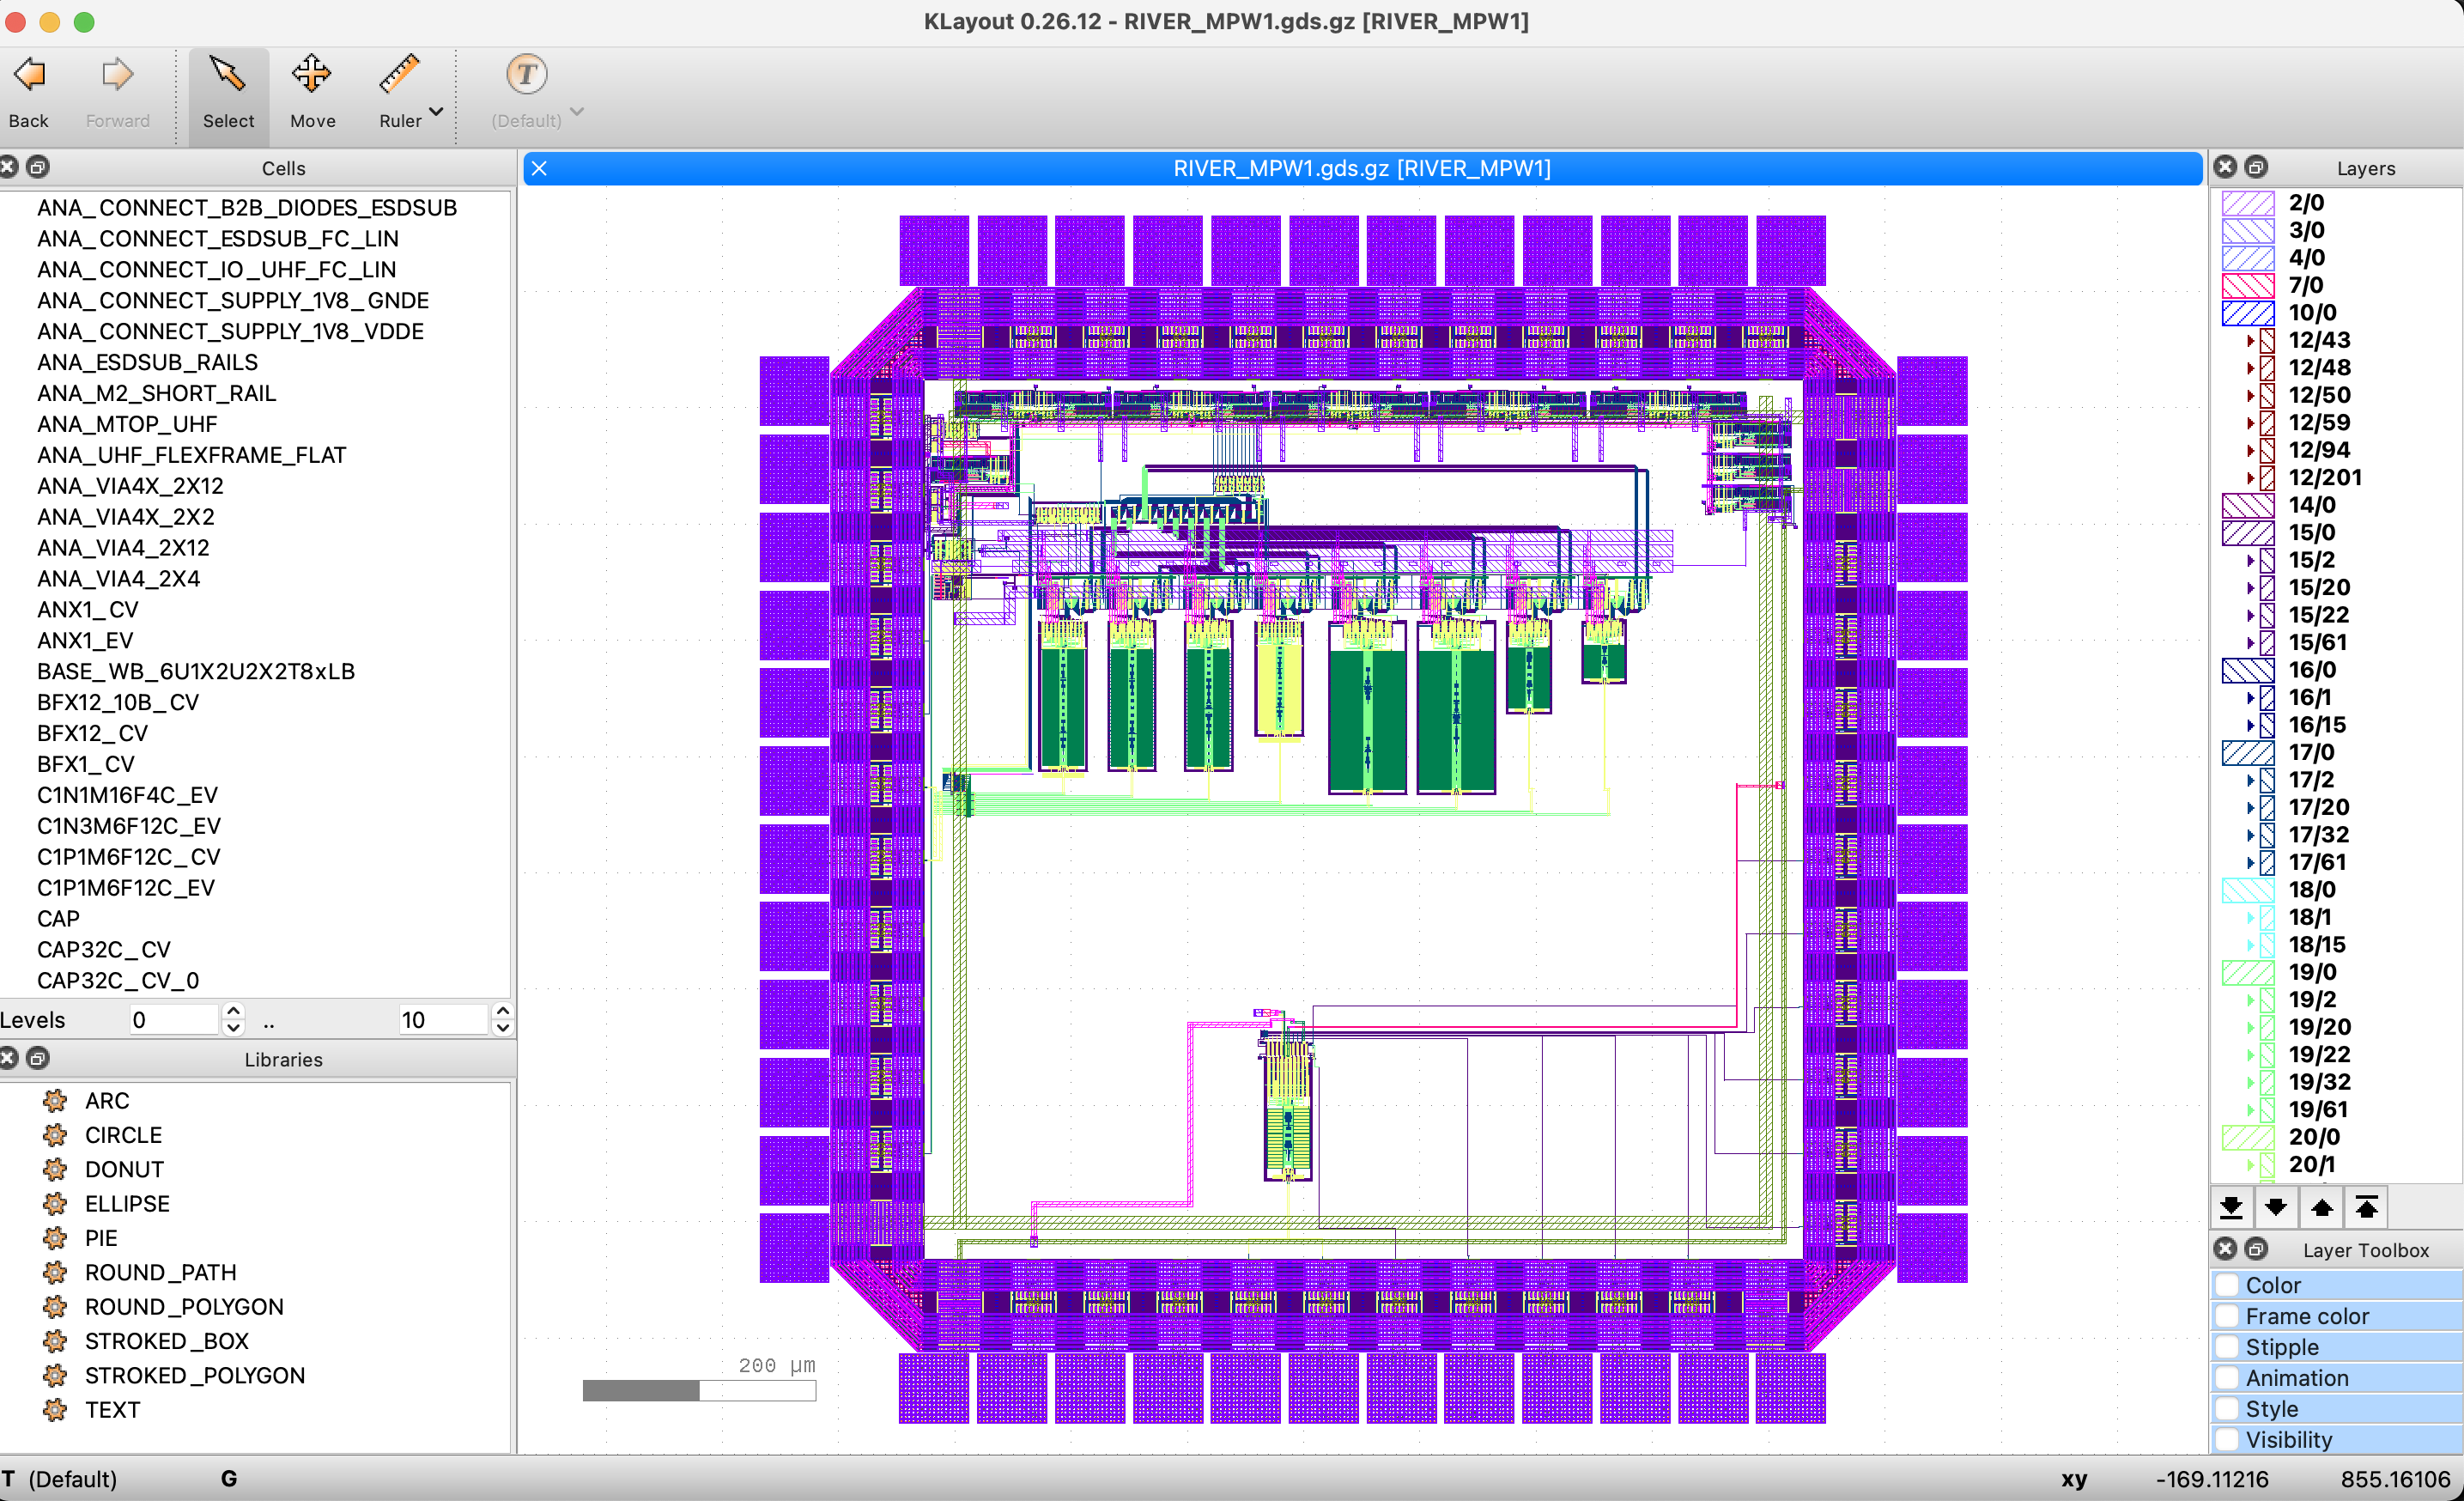 KLayout 0.26.12 - RIVER_MPW1.gds.gz [RIVER_MPW1]
Back
Forward
Select
Move
Ruler
T
(Default)
Cells
ANA_CONNECT_B2B_DIODES_ESDSUB
ANA_CONNECT_ESDSUB_FC_LIN
ANA_CONNECT_IO_UHF_FC_LIN
ANA_CONNECT_SUPPLY_1V8_GNDE
ANA_CONNECT_SUPPLY_1V8_VDDE
ANA_ESDSUB_RAILS
ANA_M2_SHORT_RAIL
ANA_MTOP_UHF
ANA_UHF_FLEXFRAME_FLAT
ANA_VIA4X_2X12
ANA_VIA4X_2X2
ANA_VIA4_2X12
ANA_VIA4_2X4
ANX1_CV
ANX1_EV
BASE_WB_6U1X2U2X2T8xLB
BFX12_10B_CV
BFX12_CV
BFX1_CV
C1N1M16F4C_EV
C1N3M6F12C_EV
C1P1M6F12C_CV
C1P1M6F12C_EV
CAP
CAP32C_CV
CAP32C_CV_0
Levels 0 .. 10
Libraries
ARC
CIRCLE
DONUT
ELLIPSE
PIE
ROUND_PATH
ROUND_POLYGON
STROKED_BOX
STROKED_POLYGON
TEXT
RIVER_MPW1.gds.gz [RIVER_MPW1]
200 µm
Layers
2/0
3/0
4/0
7/0
10/0
12/43
12/48
12/50
12/59
12/94
12/201
14/0
15/0
15/2
15/20
15/22
15/61
16/0
16/1
16/15
17/0
17/2
17/20
17/32
17/61
18/0
18/1
18/15
19/0
19/2
19/20
19/22
19/32
19/61
20/0
20/1
Layer Toolbox
Color
Frame color
Stipple
Animation
Style
Visibility
T (Default) G xy -169.11216 855.16106